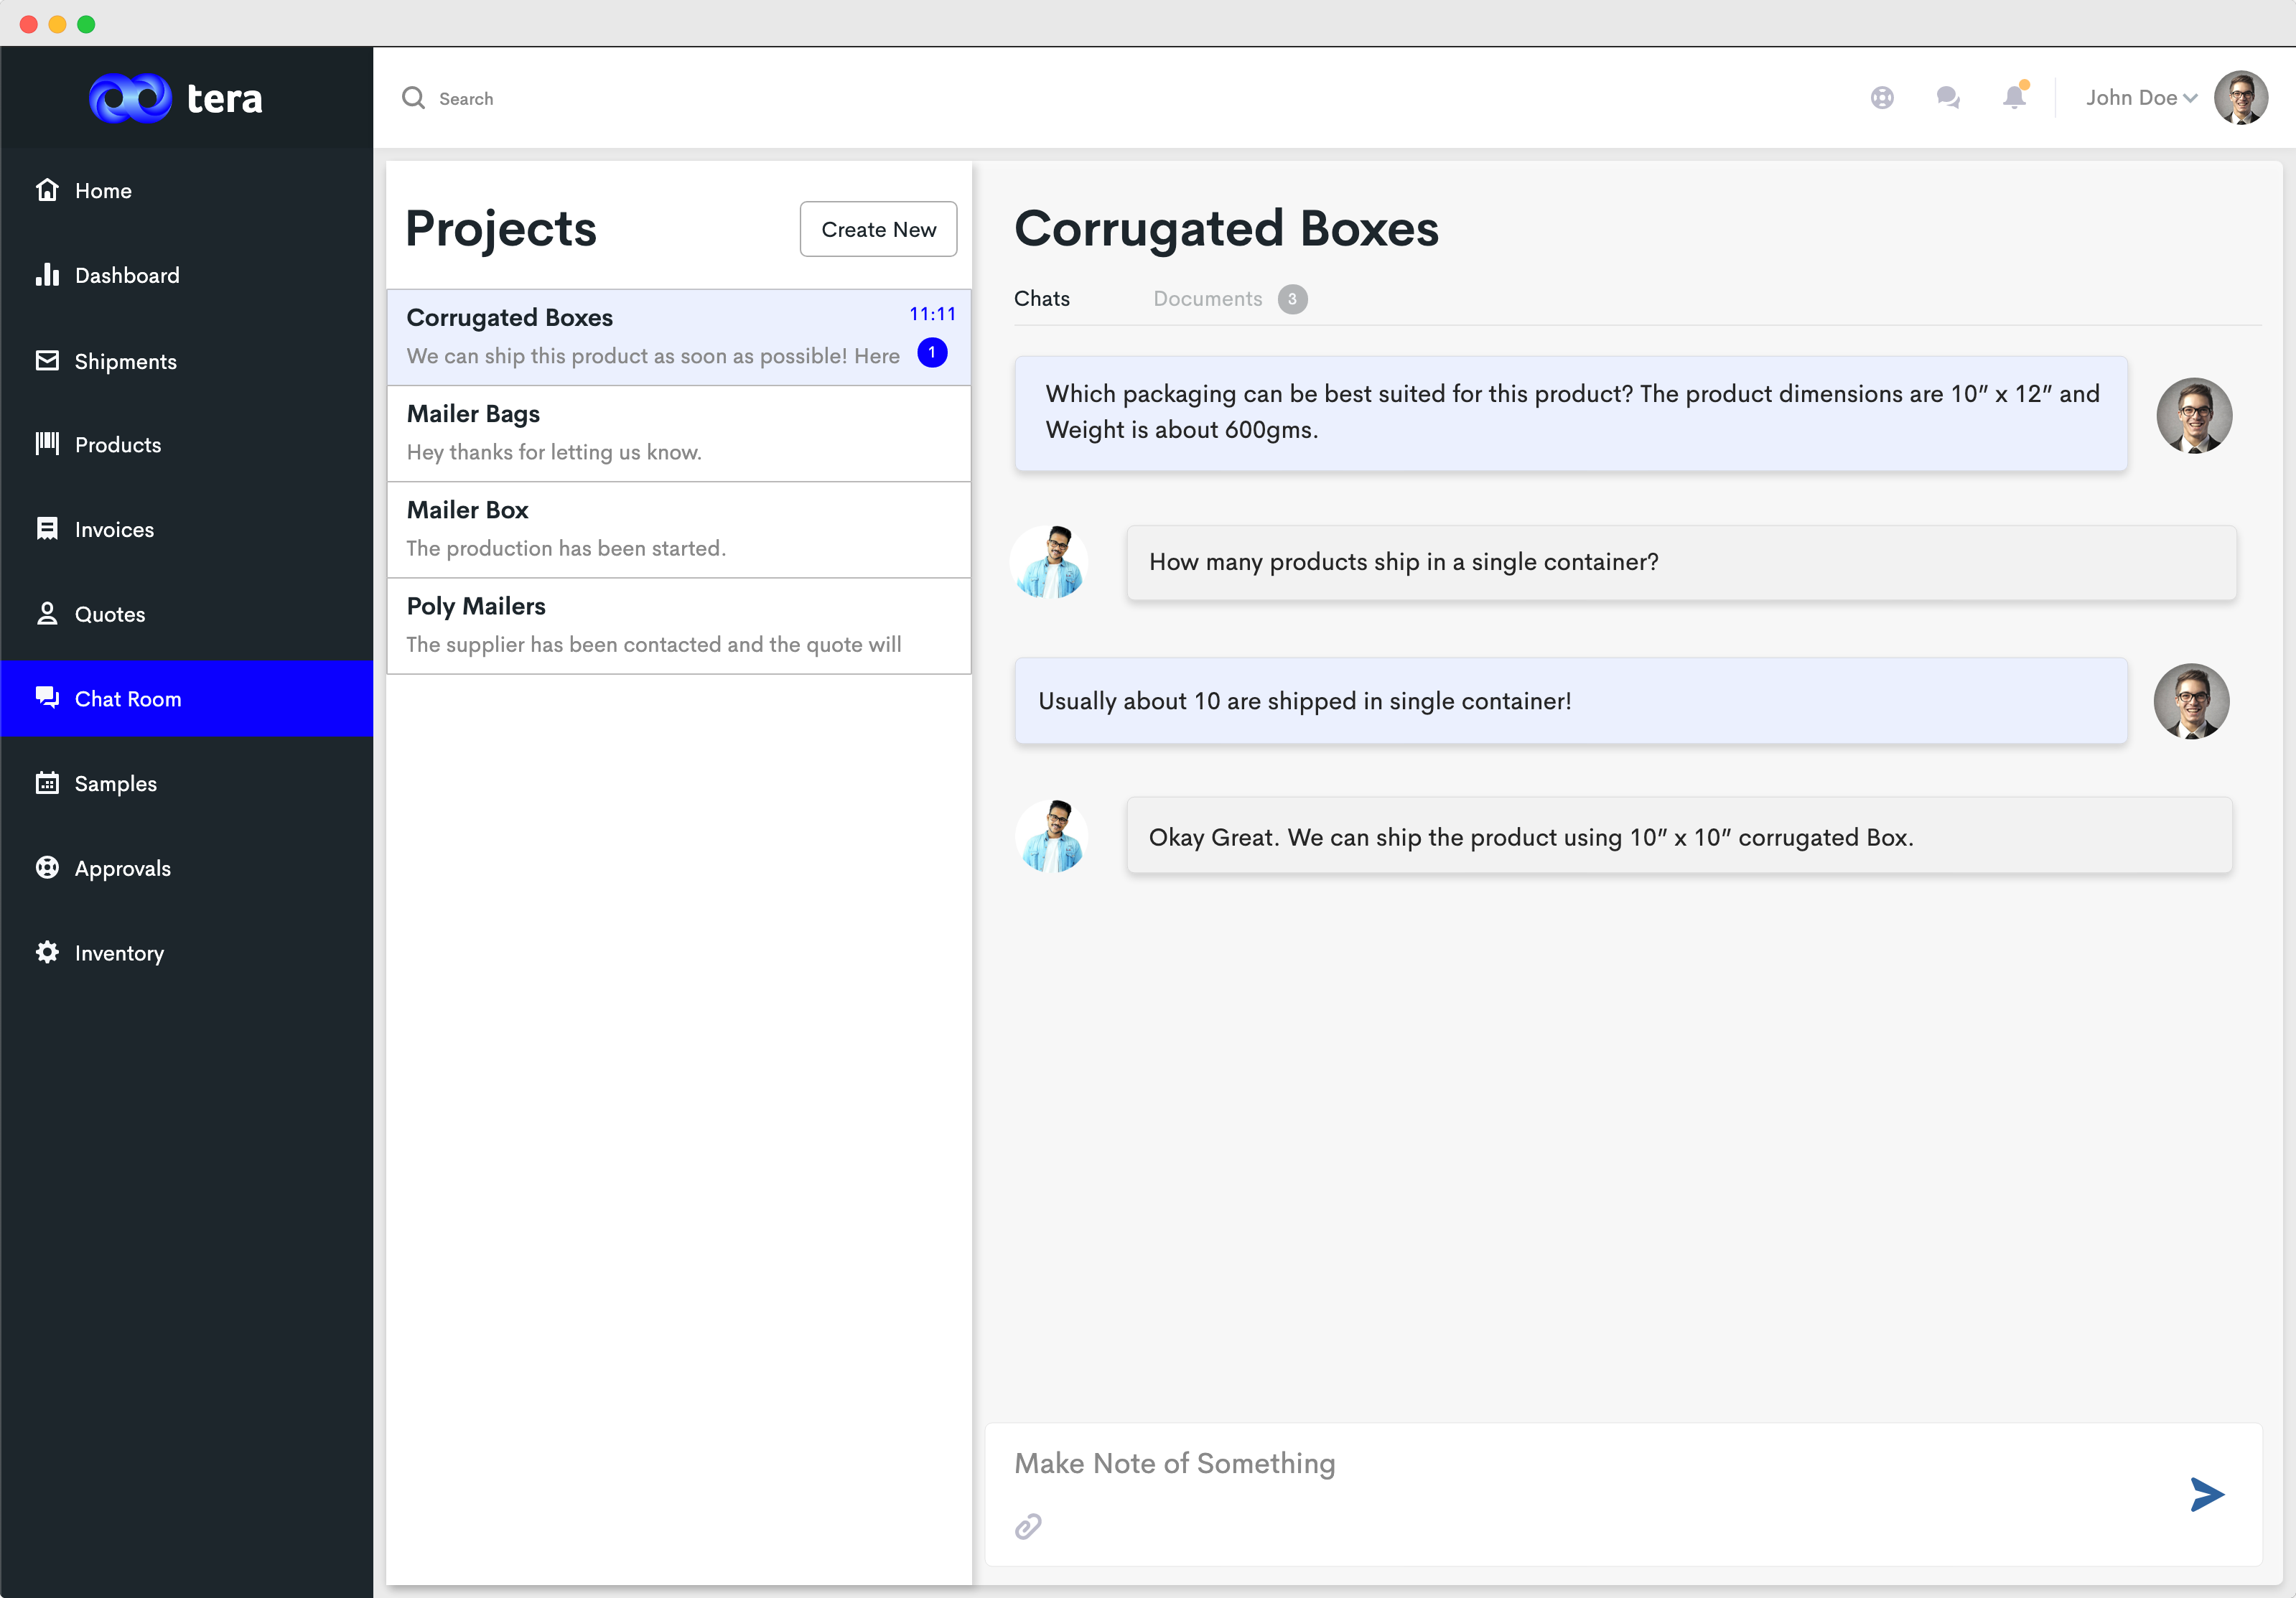 tera
Search
John Doe
Home
Dashboard
Shipments
Products
Invoices
Quotes
Chat Room
Samples
Approvals
Inventory
Projects
Create New
Corrugated Boxes
11:11
We can ship this product as soon as possible! Here
1
Mailer Bags
Hey thanks for letting us know.
Mailer Box
The production has been started.
Poly Mailers
The supplier has been contacted and the quote will
Corrugated Boxes
Chats
Documents 3
Which packaging can be best suited for this product? The product dimensions are 10” x 12” and
Weight is about 600gms.
How many products ship in a single container?
Usually about 10 are shipped in single container!
Okay Great. We can ship the product using 10” x 10” corrugated Box.
Make Note of Something